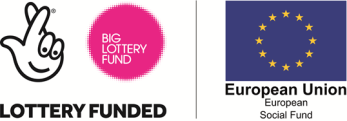 BIG
LOTTERY
FUND
LOTTERY FUNDED
European Union
European
Social Fund